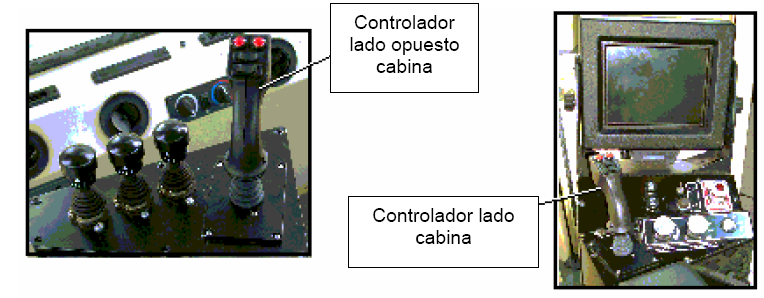 Controlador
lado opuesto
cabina
Controlador lado
cabina